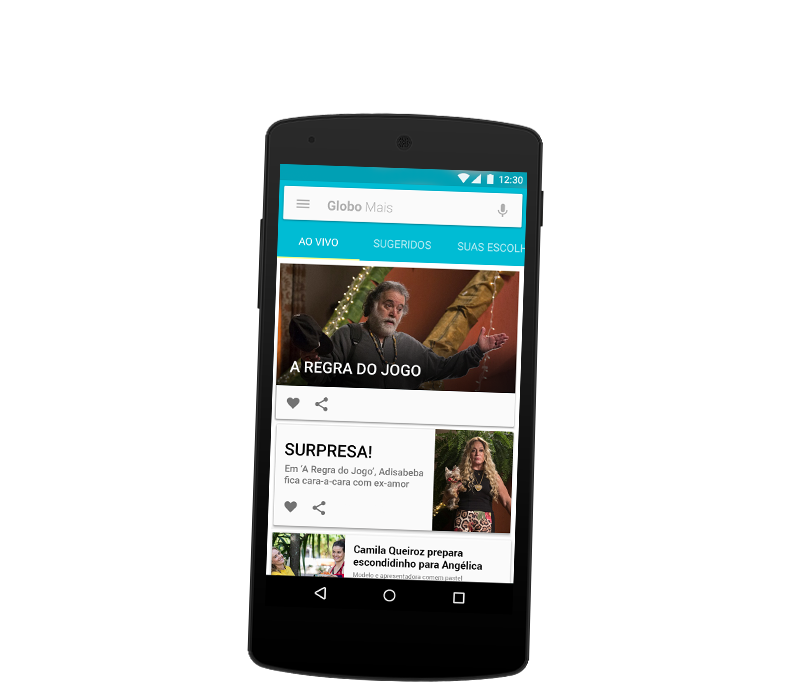 12:30
Globo Mais
AO VIVO SUGERIDOS SUAS ESCOLH
A REGRA DO JOGO
SURPRESA!
Em ‘A Regra do Jogo’, Adisabeba
fica cara-a-cara com ex-amor
Camila Queiroz prepara
escondidinho para Angélica
Modelo e apresentadora comem pastel